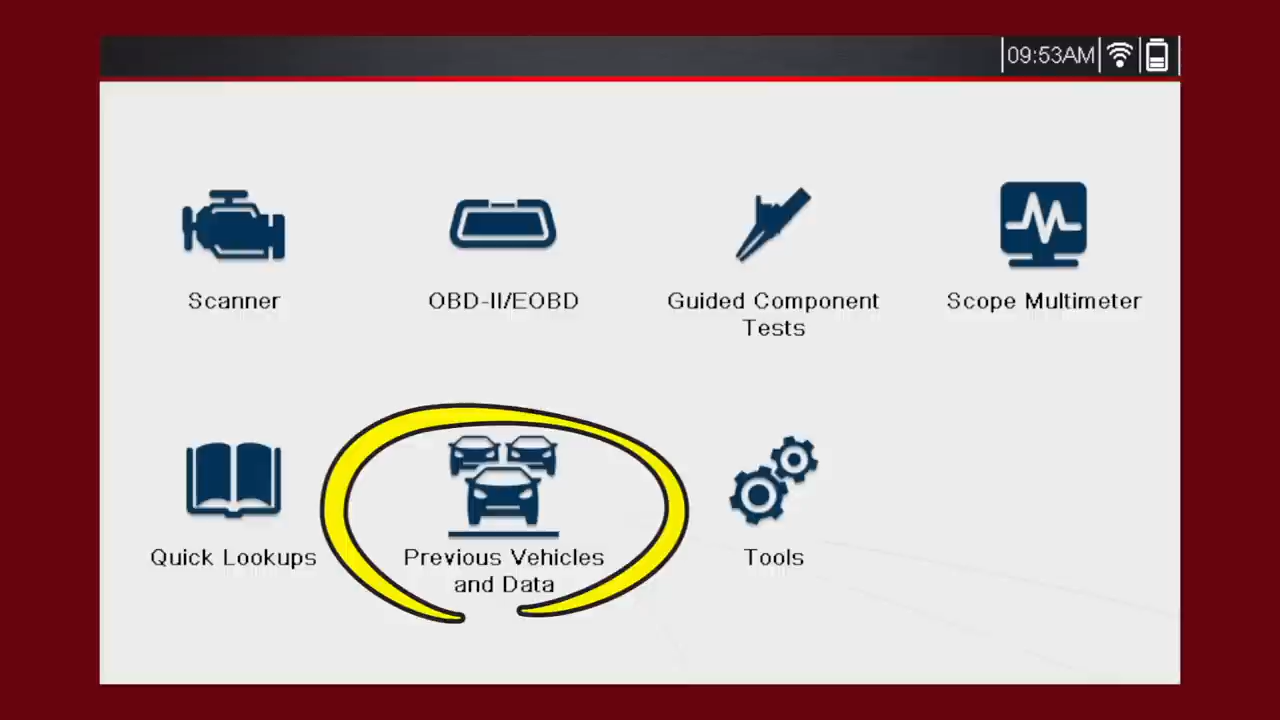 09:53AM
Scanner
OBD-II/EOBD
Guided Component
Tests
Scope Multimeter
Quick Lookups
Previous Vehicles
and Data
Tools